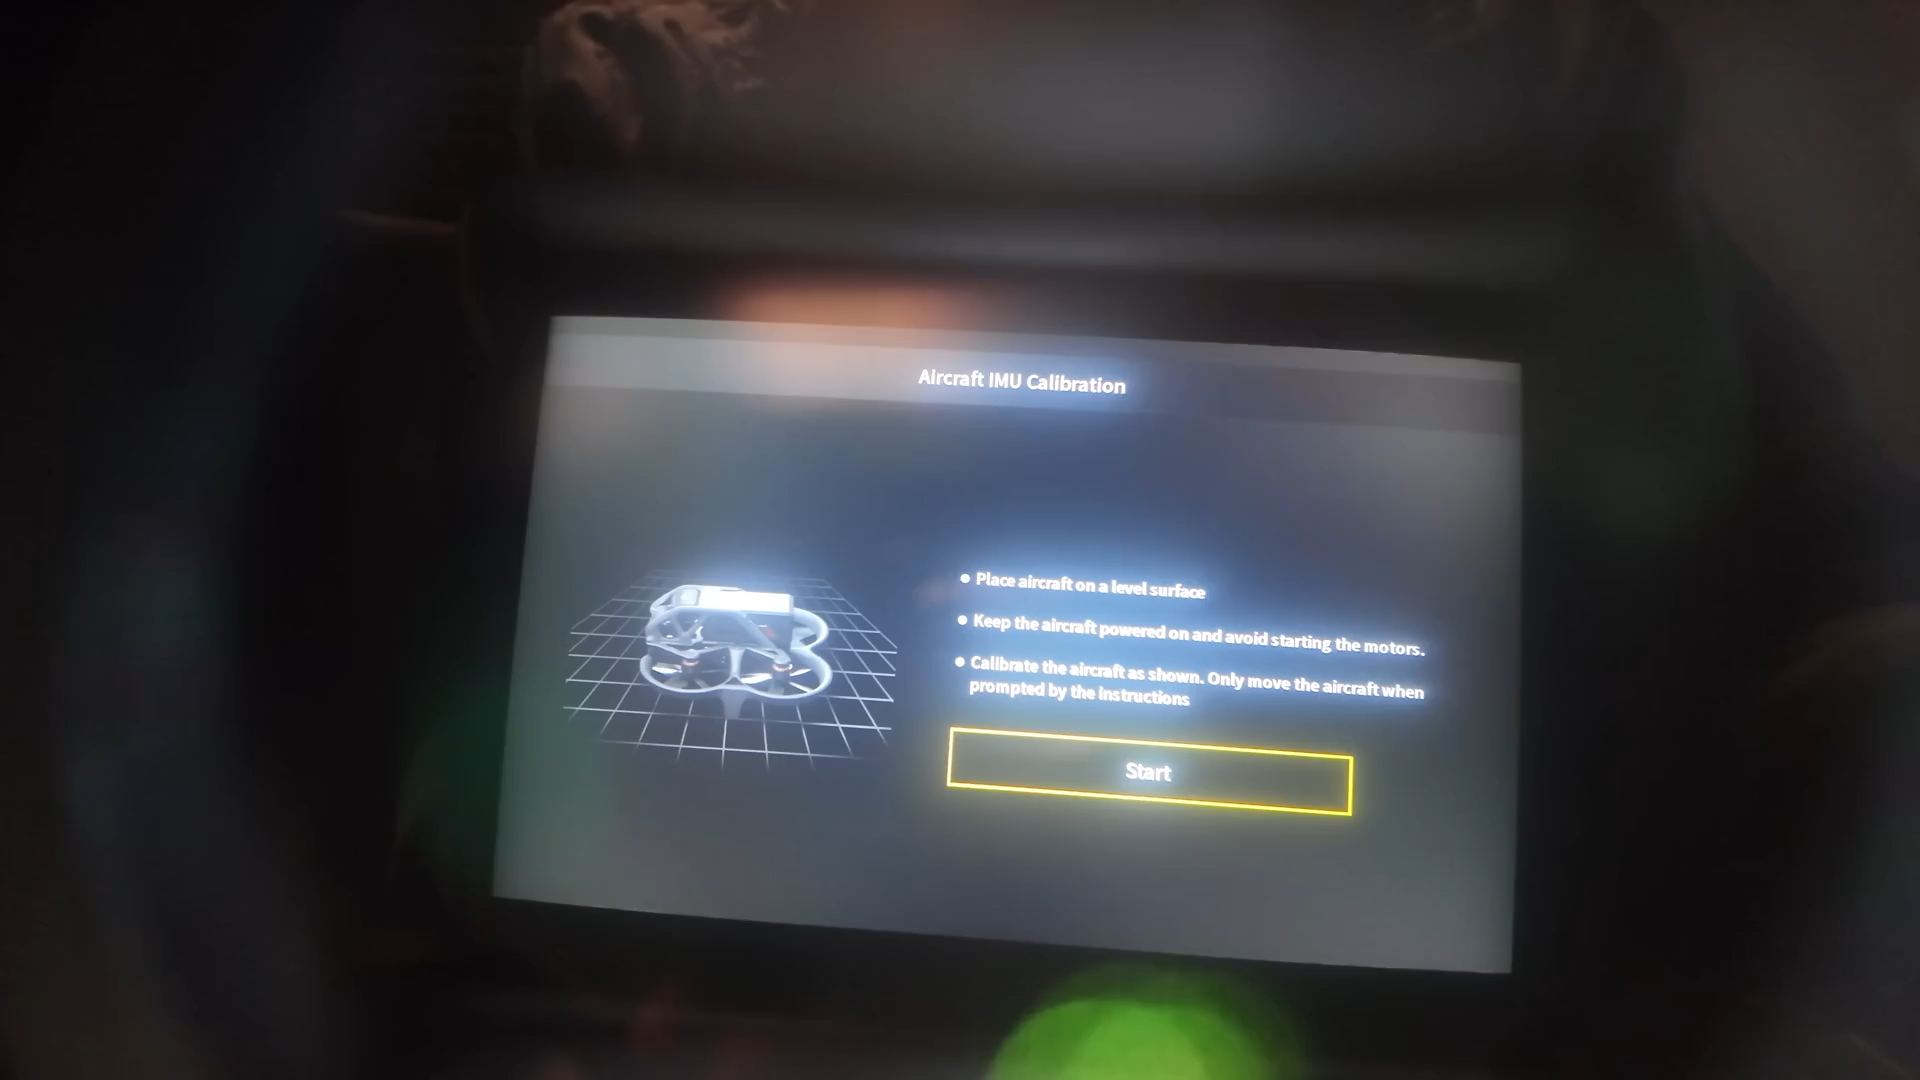 Aircraft IMU Calibration
● Place aircraft on a level surface
● Keep the aircraft powered on and avoid starting the motors.
● Calibrate the aircraft as shown. Only move the aircraft when
prompted by the instructions
Start